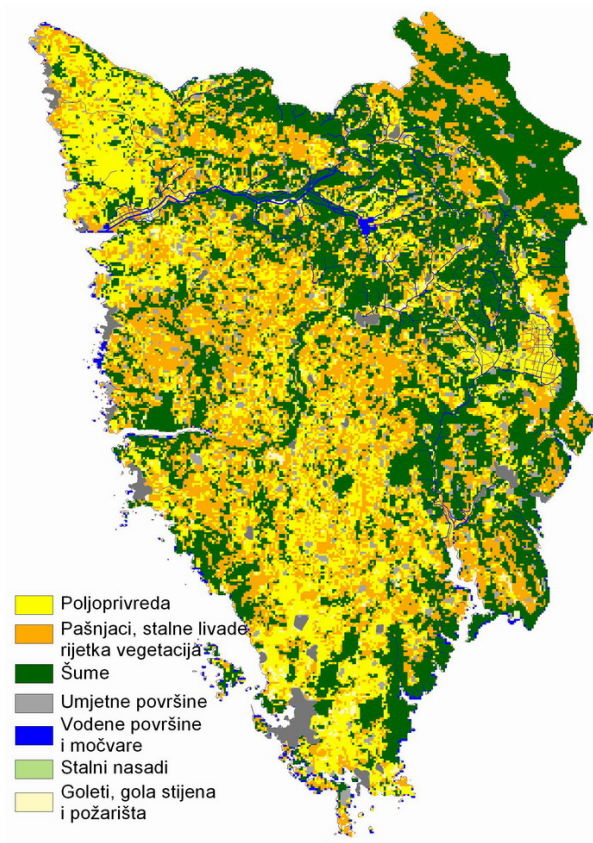 Poljoprivreda
Pašnjaci, stalne livade,
rijetka vegetacija
Šume
Umjetne površine
Vodene površine
i močvare
Stalni nasadi
Goleti, gola stijena
i požarišta